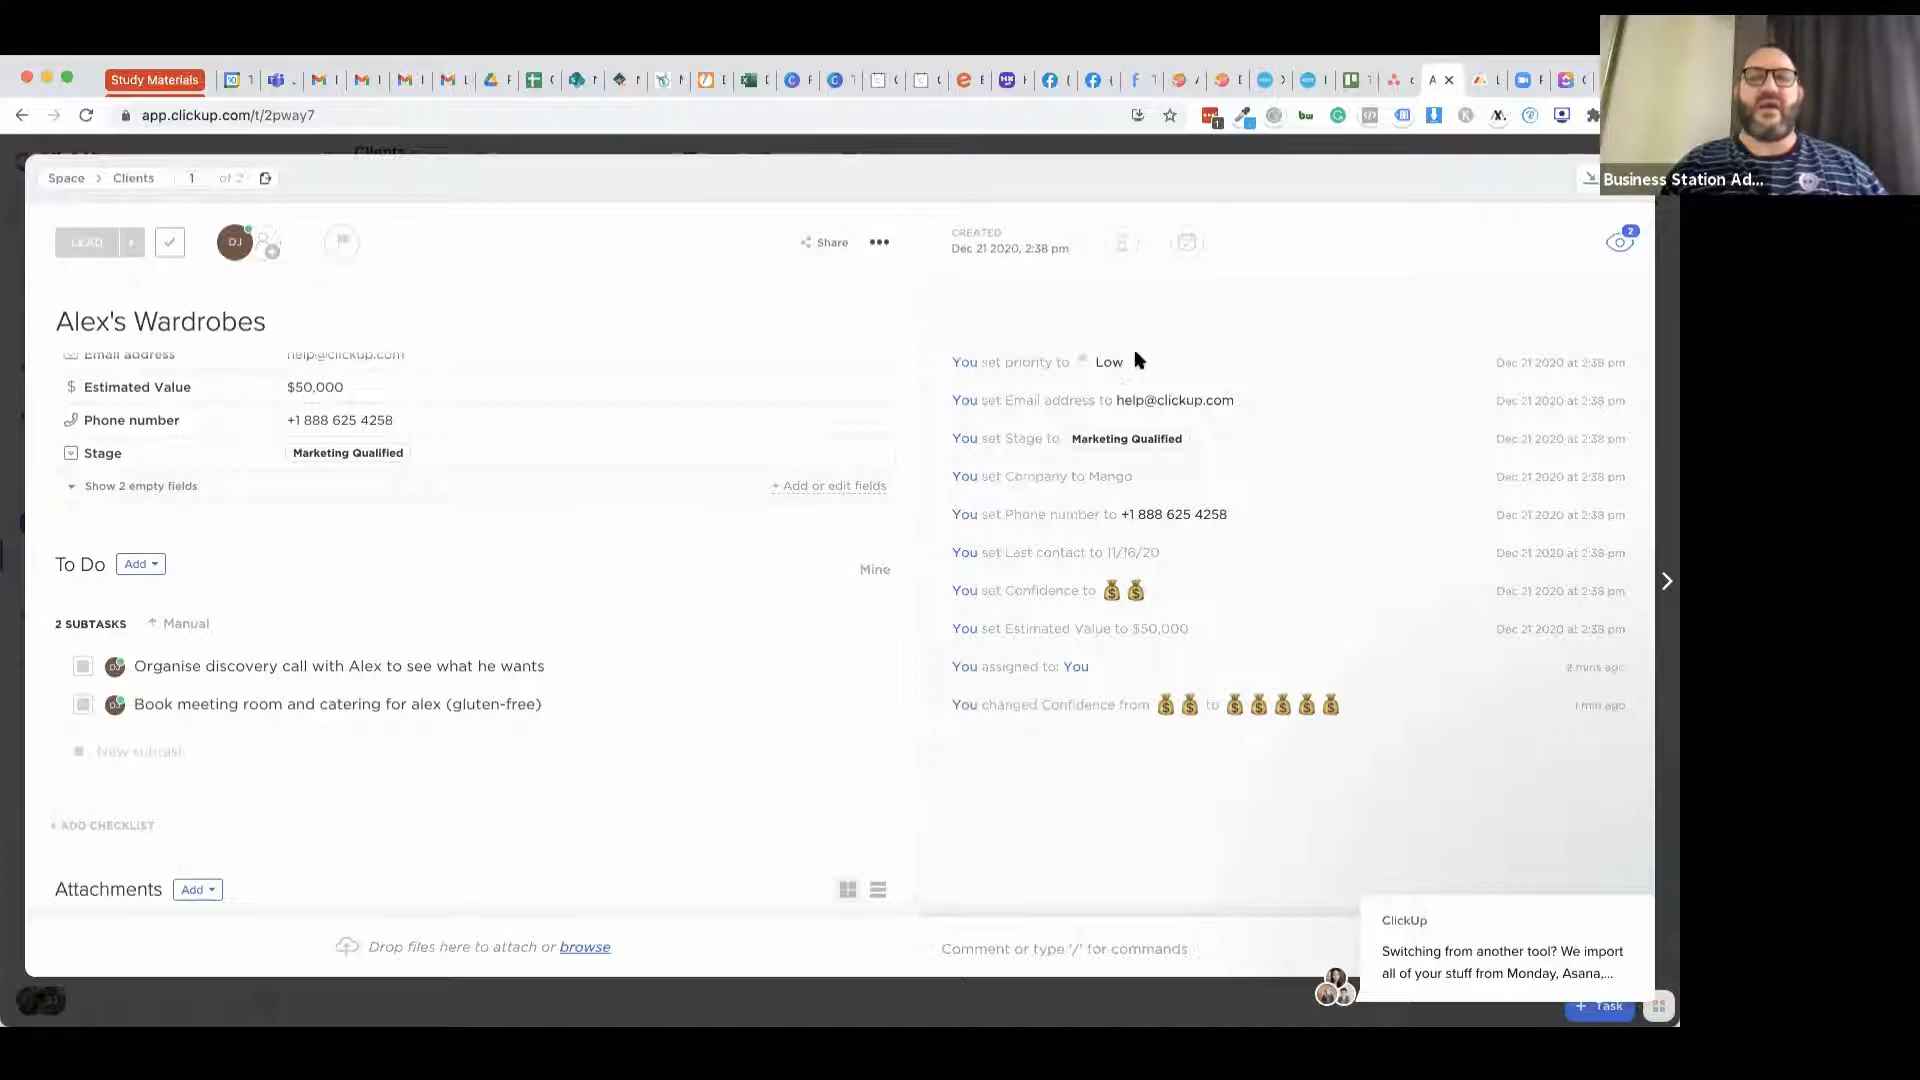 Study Materials
app.clickup.com/t/2pway7
Business Station Ad...
Clients
Space > Clients 1 of 2
LEAD
DJ
Share
CREATED
Dec 21 2020, 2:38 pm
2
Alex's Wardrobes
Email address help@clickup.com
Estimated Value $50,000
Phone number +1 888 625 4258
Stage Marketing Qualified
Show 2 empty fields
+ Add or edit fields
To Do Add
Mine
2 SUBTASKS Manual
Organise discovery call with Alex to see what he wants
Book meeting room and catering for alex (gluten-free)
New subtask
+ ADD CHECKLIST
Attachments Add
Drop files here to attach or browse
You set priority to Low Dec 21 2020 at 2:38 pm
You set Email address to help@clickup.com Dec 21 2020 at 2:38 pm
You set Stage to Marketing Qualified Dec 21 2020 at 2:38 pm
You set Company to Mango Dec 21 2020 at 2:38 pm
You set Phone number to +1 888 625 4258 Dec 21 2020 at 2:38 pm
You set Last contact to 11/16/20 Dec 21 2020 at 2:38 pm
You set Confidence to Dec 21 2020 at 2:38 pm
You set Estimated Value to $50,000 Dec 21 2020 at 2:38 pm
You assigned to: You 2 mins ago
You changed Confidence from to 1 min ago
Comment or type '/' for commands
ClickUp
Switching from another tool? We import
all of your stuff from Monday, Asana,...
+ Task